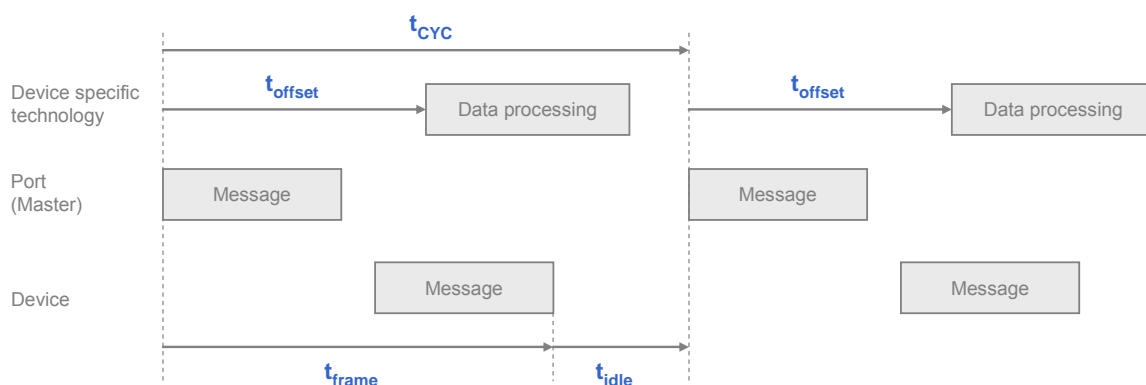 tCYC
Device specific
technology
toffset
Data processing
toffset
Data processing
Port
(Master)
Message
Message
Device
Message
Message
tframe
tidle